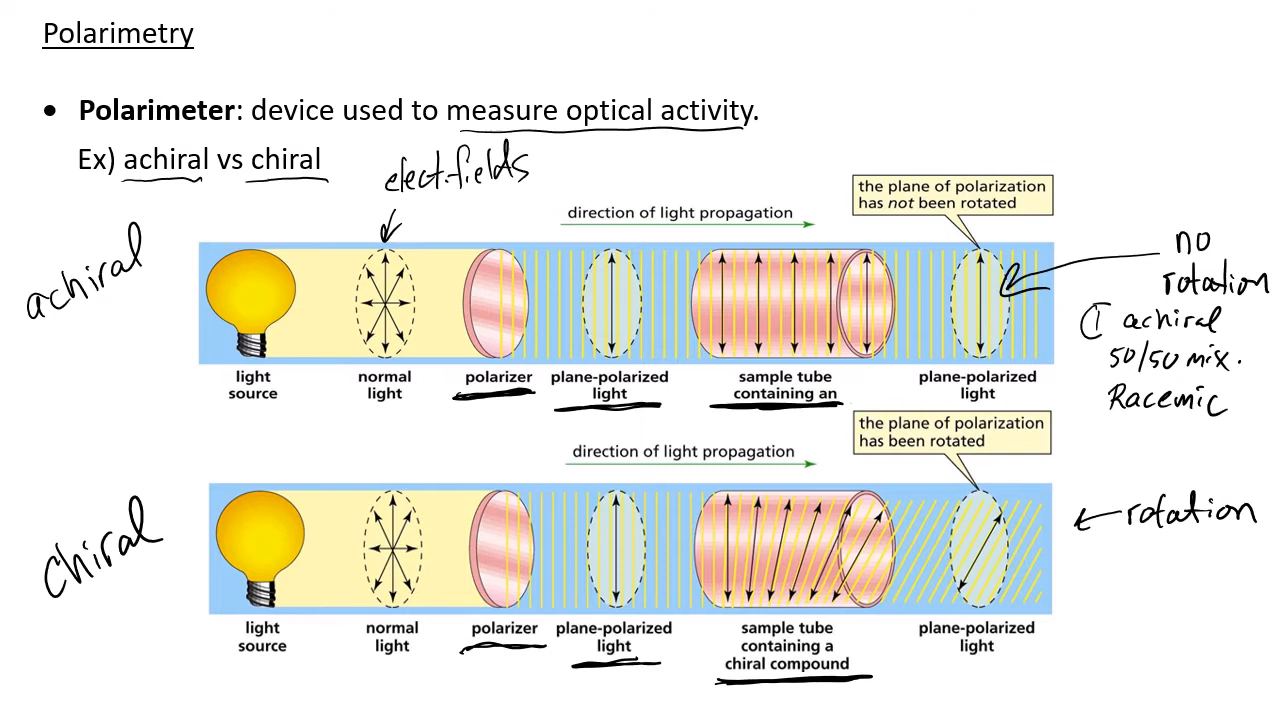 Polarimetry
• Polarimeter: device used to measure optical activity.
Ex) achiral vs chiral
elect. fields
achiral
direction of light propagation
the plane of polarization
has not been rotated
no
rotation
achiral
50/50 mix.
Racemic
light
source
normal
light
polarizer
plane-polarized
light
sample tube
containing an
plane-polarized
light
chiral
direction of light propagation
the plane of polarization
has been rotated
rotation
light
source
normal
light
polarizer
plane-polarized
light
sample tube
containing a
chiral compound
plane-polarized
light